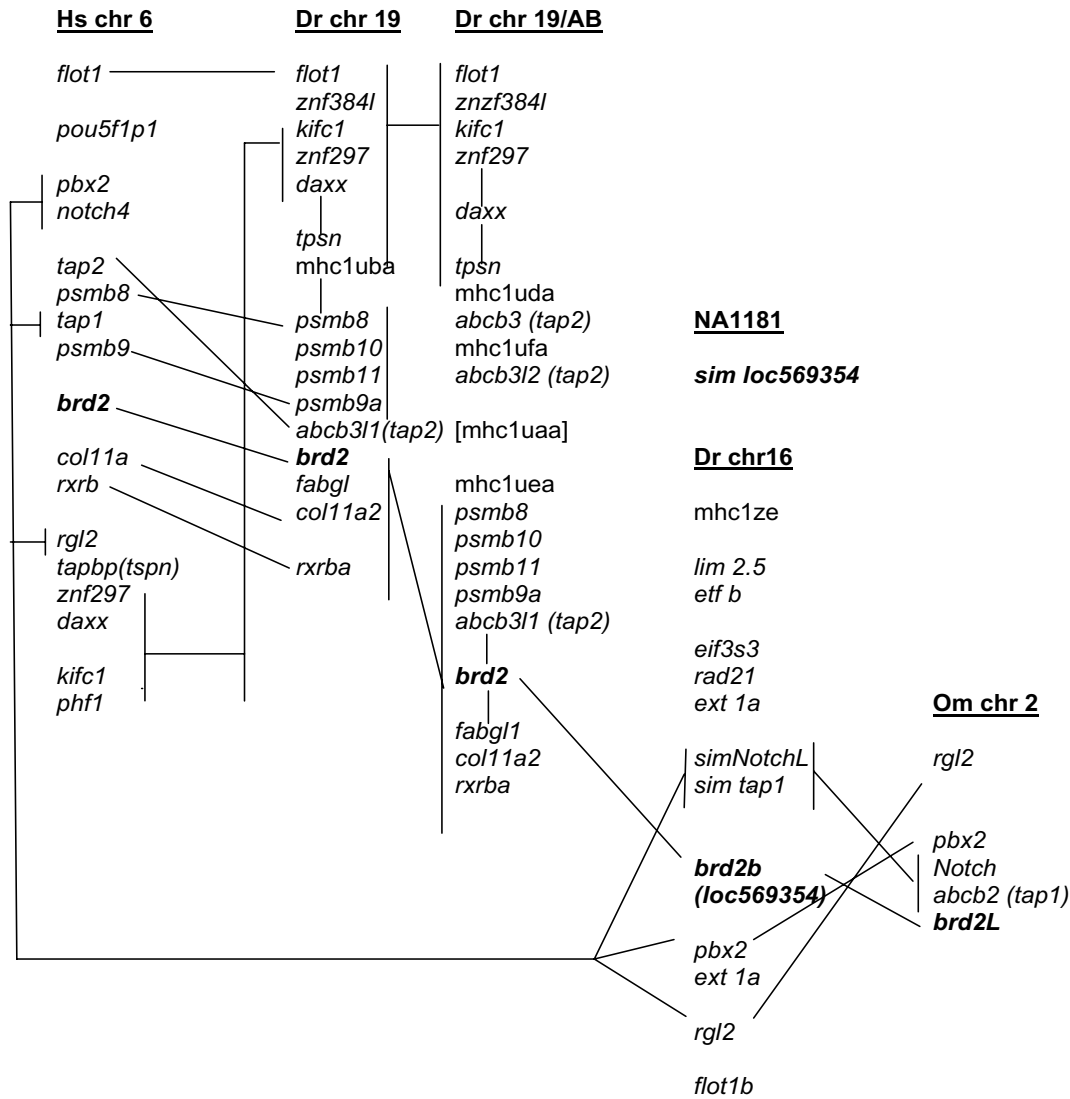 Hs chr 6
flot1
pou5f1p1
pbx2
notch4
tap2
psmb8
tap1
psmb9
brd2
col11a
rxrb
rgl2
tapbp(tspn)
znf297
daxx
kifc1
phf1
Dr chr 19
flot1
znf384l
kifc1
znf297
daxx
tpsn
mhc1uba
psmb8
psmb10
psmb11
psmb9a
abcb3l1(tap2)
brd2
fabgl
col11a2
rxrba
Dr chr 19/AB
flot1
znzf384l
kifc1
znf297
daxx
tpsn
mhc1uda
abcb3 (tap2)
mhc1ufa
abcb3l2 (tap2)
[mhc1uaa]
mhc1uea
psmb8
psmb10
psmb11
psmb9a
abcb3l1 (tap2)
brd2
fabgl1
col11a2
rxrba
NA1181
sim loc569354
Dr chr16
mhc1ze
lim 2.5
etf b
eif3s3
rad21
ext 1a
simNotchL
sim tap1
brd2b
(loc569354)
pbx2
ext 1a
rgl2
flot1b
Om chr 2
rgl2
pbx2
Notch
abcb2 (tap1)
brd2L